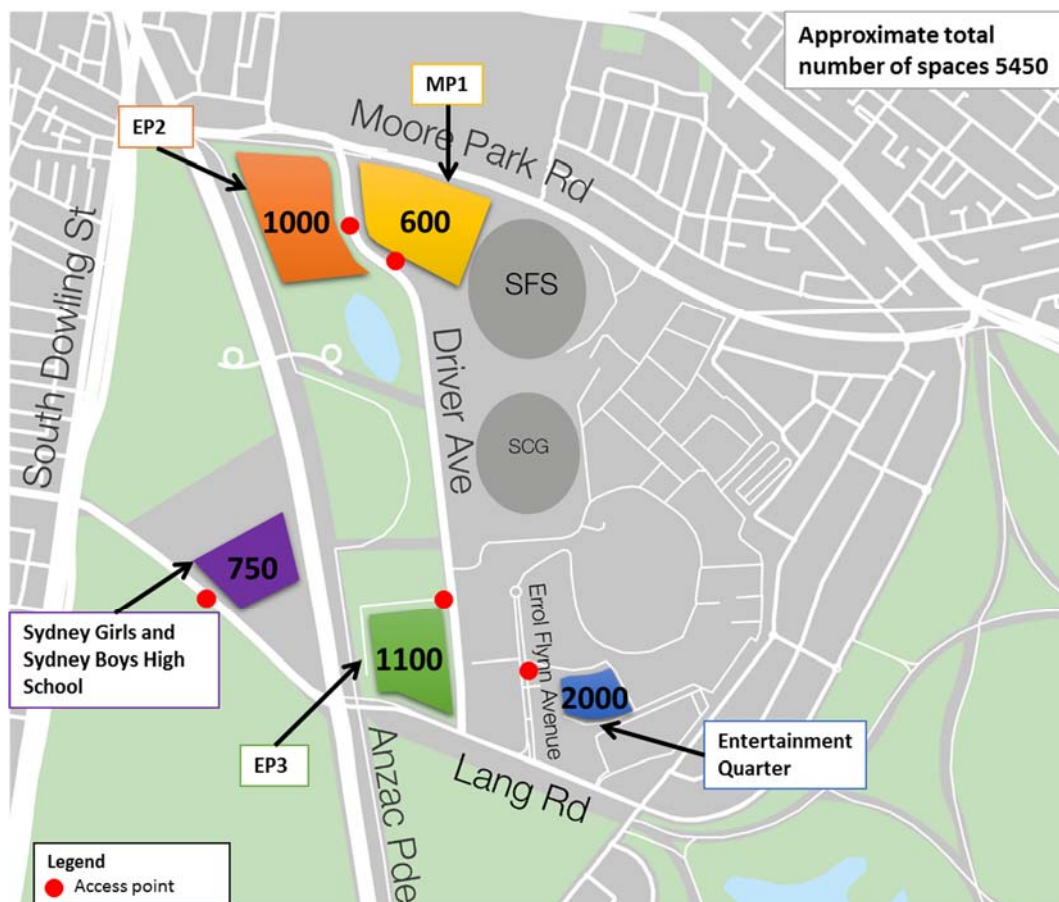 Approximate total
number of spaces 5450
MP1
EP2
Moore Park Rd
1000
600
SFS
South Dowling St
Driver Ave
SCG
750
Sydney Girls and
Sydney Boys High
School
1100
Errol Flynn Avenue
2000
EP3
Entertainment
Quarter
Anzac Pde
Lang Rd
Legend
Access point